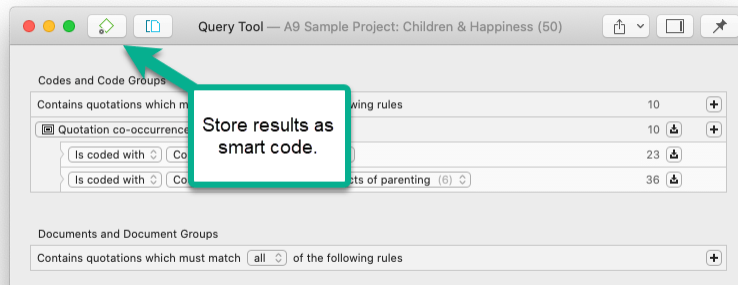 Query Tool — A9 Sample Project: Children & Happiness (50)
Codes and Code Groups
Contains quotations which m wing rules 10
Quotation co-occurrence 10
Store results as
smart code.
Is coded with Co 23
Is coded with Co cts of parenting (6) 36
Documents and Document Groups
Contains quotations which must match all of the following rules